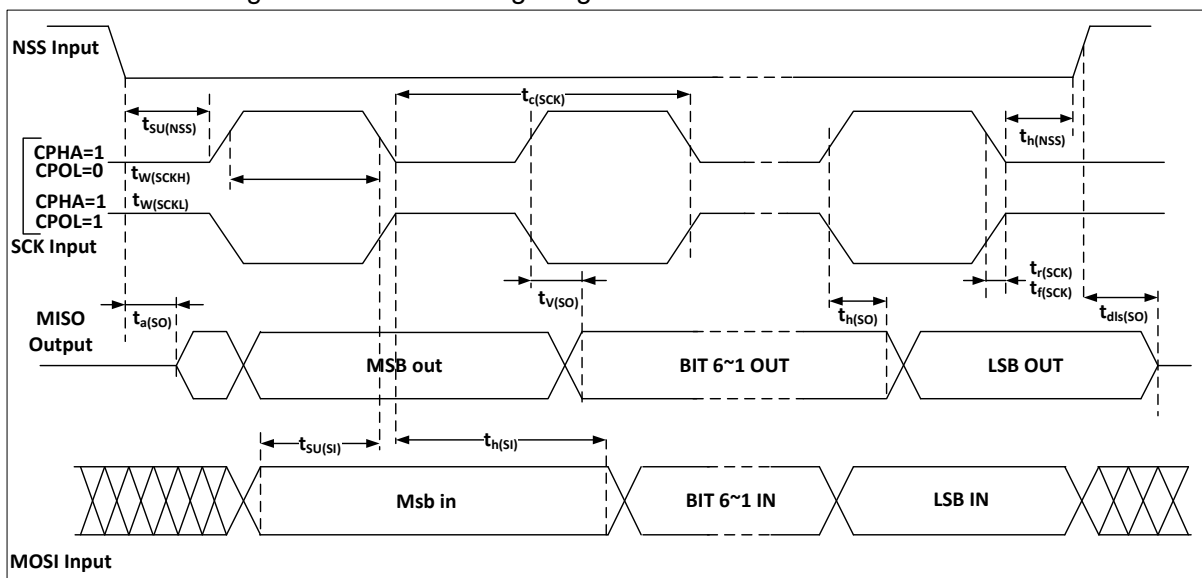 NSS Input
tc(SCK)
tSU(NSS)
th(NSS)
CPHA=1
CPOL=0
tW(SCKH)
CPHA=1
tW(SCKL)
CPOL=1
SCK Input
tr(SCK)
tf(SCK)
tV(SO)
ta(SO)
th(SO)
tdls(SO)
MISO
Output
MSB out
BIT 6~1 OUT
LSB OUT
tSU(SI)
th(SI)
Msb in
BIT 6~1 IN
LSB IN
MOSI Input